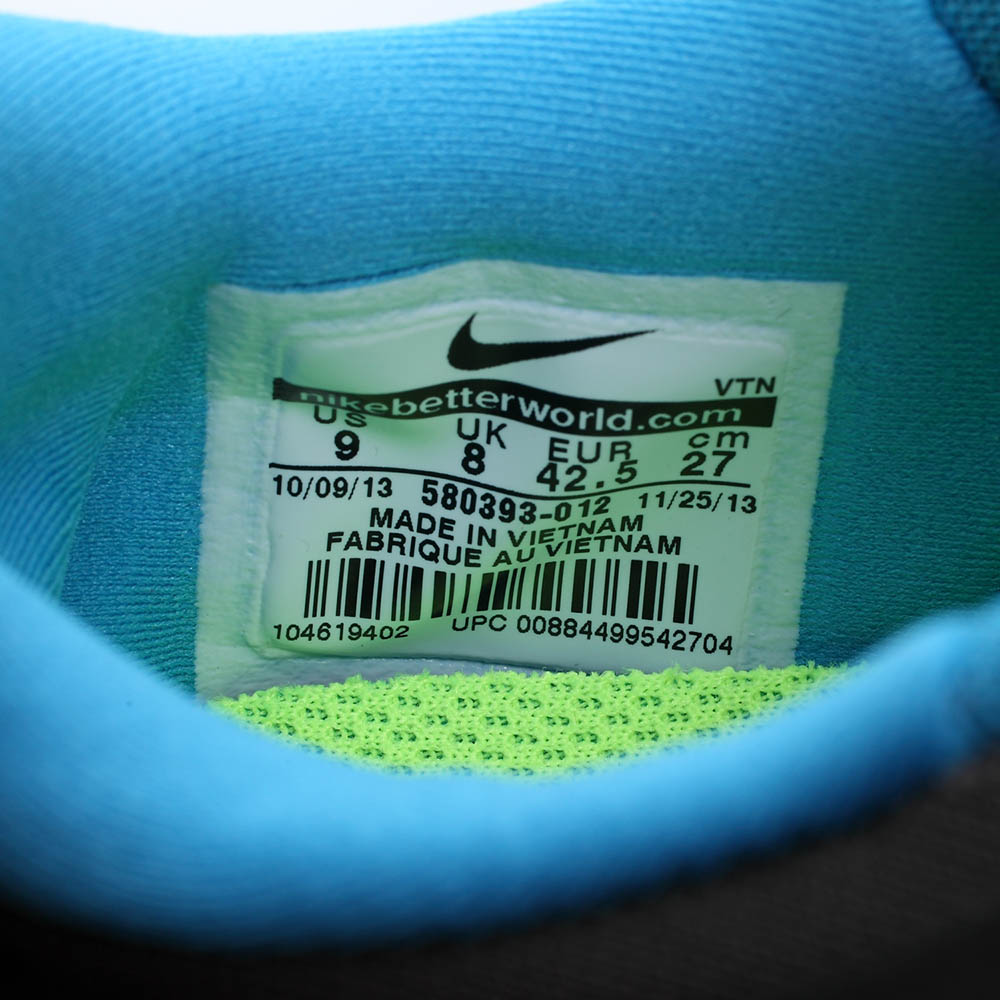 VTN
nikebetterworld.com
US UK EUR cm
9 8 42.5 27
10/09/13 580393-012 11/25/13
MADE IN VIETNAM
FABRIQUE AU VIETNAM
104619402 UPC 00884499542704